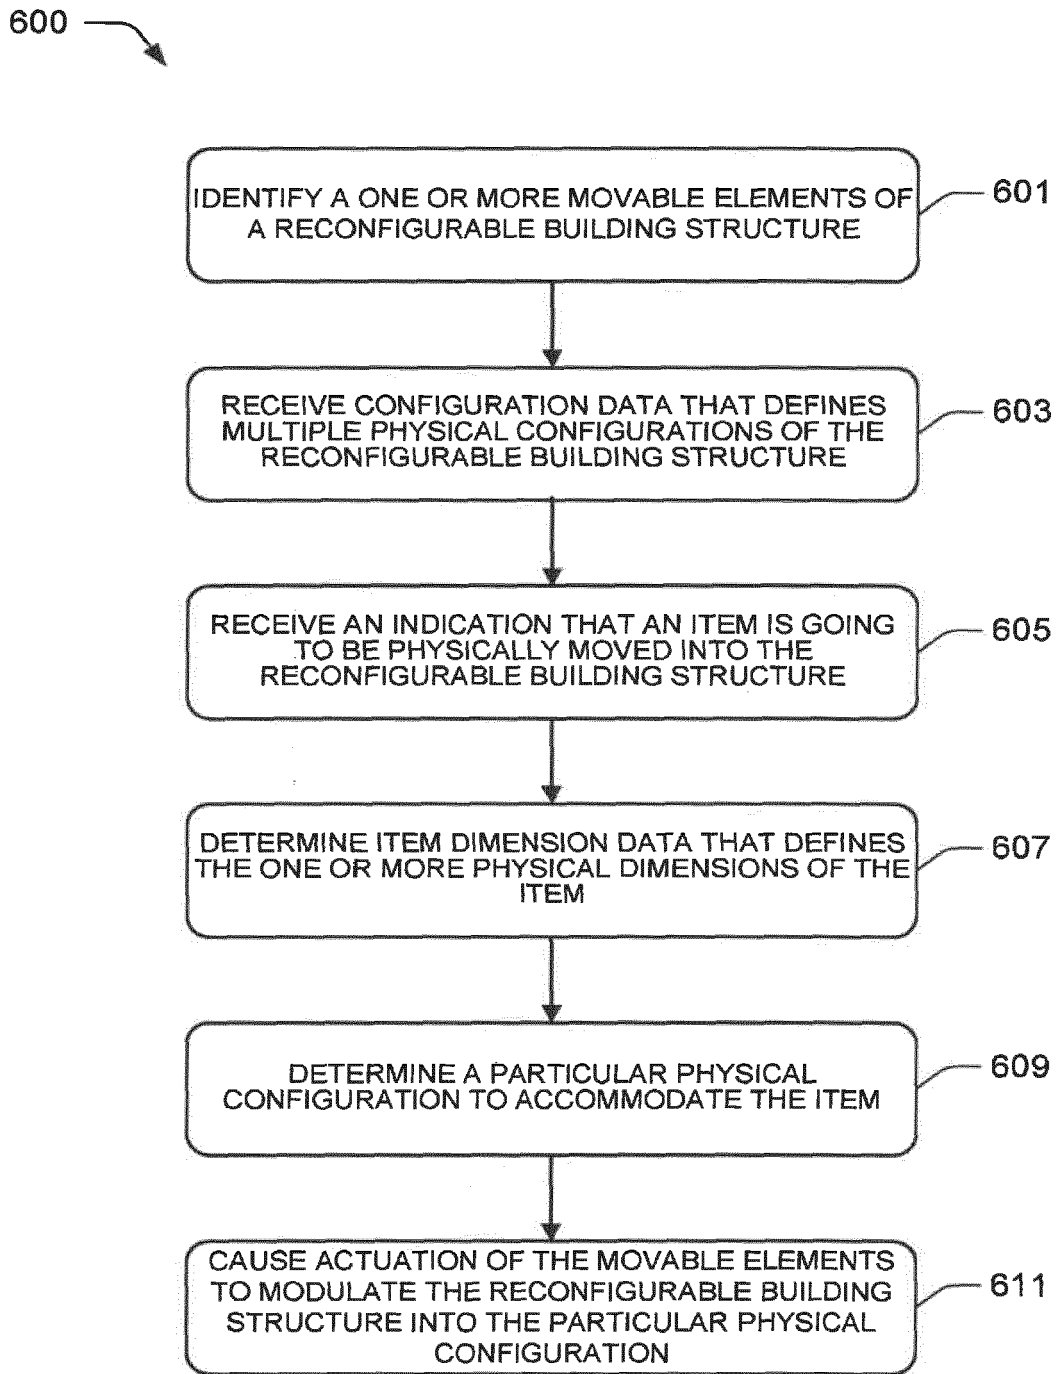 600
IDENTIFY A ONE OR MORE MOVABLE ELEMENTS OF
A RECONFIGURABLE BUILDING STRUCTURE
601
RECEIVE CONFIGURATION DATA THAT DEFINES
MULTIPLE PHYSICAL CONFIGURATIONS OF THE
RECONFIGURABLE BUILDING STRUCTURE
603
RECEIVE AN INDICATION THAT AN ITEM IS GOING
TO BE PHYSICALLY MOVED INTO THE
RECONFIGURABLE BUILDING STRUCTURE
605
DETERMINE ITEM DIMENSION DATA THAT DEFINES
THE ONE OR MORE PHYSICAL DIMENSIONS OF THE
ITEM
607
DETERMINE A PARTICULAR PHYSICAL
CONFIGURATION TO ACCOMMODATE THE ITEM
609
CAUSE ACTUATION OF THE MOVABLE ELEMENTS
TO MODULATE THE RECONFIGURABLE BUILDING
STRUCTURE INTO THE PARTICULAR PHYSICAL
CONFIGURATION
611